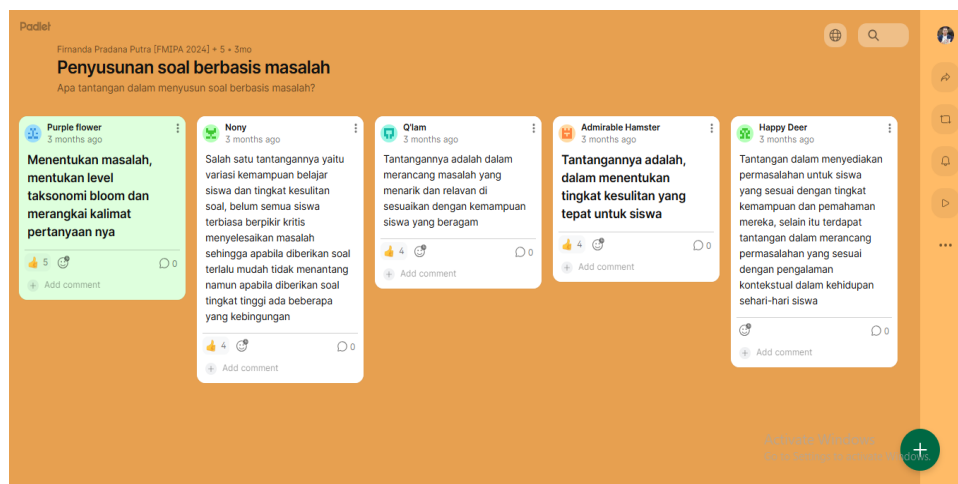 Padlet
Firnanda Pradana Putra [FMIPA 2024] + 5 • 3mo
Penyusunan soal berbasis masalah
Apa tantangan dalam menyusun soal berbasis masalah?
Purple flower
3 months ago
Menentukan masalah,
mentukan level
taksonomi bloom dan
merangkai kalimat
pertanyaan nya
5
0
Add comment
Nony
3 months ago
Salah satu tantangannya yaitu
variasi kemampuan belajar
siswa dan tingkat kesulitan
soal, belum semua siswa
terbiasa berpikir kritis
menyelesaikan masalah
sehingga apabila diberikan soal
terlalu mudah tidak menantang
namun apabila diberikan soal
tingkat tinggi ada beberapa
yang kebingungan
4
0
Add comment
Q'lam
3 months ago
Tantangannya adalah dalam
merancang masalah yang
menarik dan relavan di
sesuaikan dengan kemampuan
siswa yang beragam
4
0
Add comment
Admirable Hamster
3 months ago
Tantangannya adalah,
dalam menentukan
tingkat kesulitan yang
tepat untuk siswa
4
0
Add comment
Happy Deer
3 months ago
Tantangan dalam menyediakan
permasalahan untuk siswa
yang sesuai dengan tingkat
kemampuan dan pemahaman
mereka, selain itu terdapat
tantangan dalam merancang
permasalahan yang sesuai
dengan pengalaman
kontekstual dalam kehidupan
sehari-hari siswa
0
Add comment
Activate Windows
Go to Settings to activate Windows.